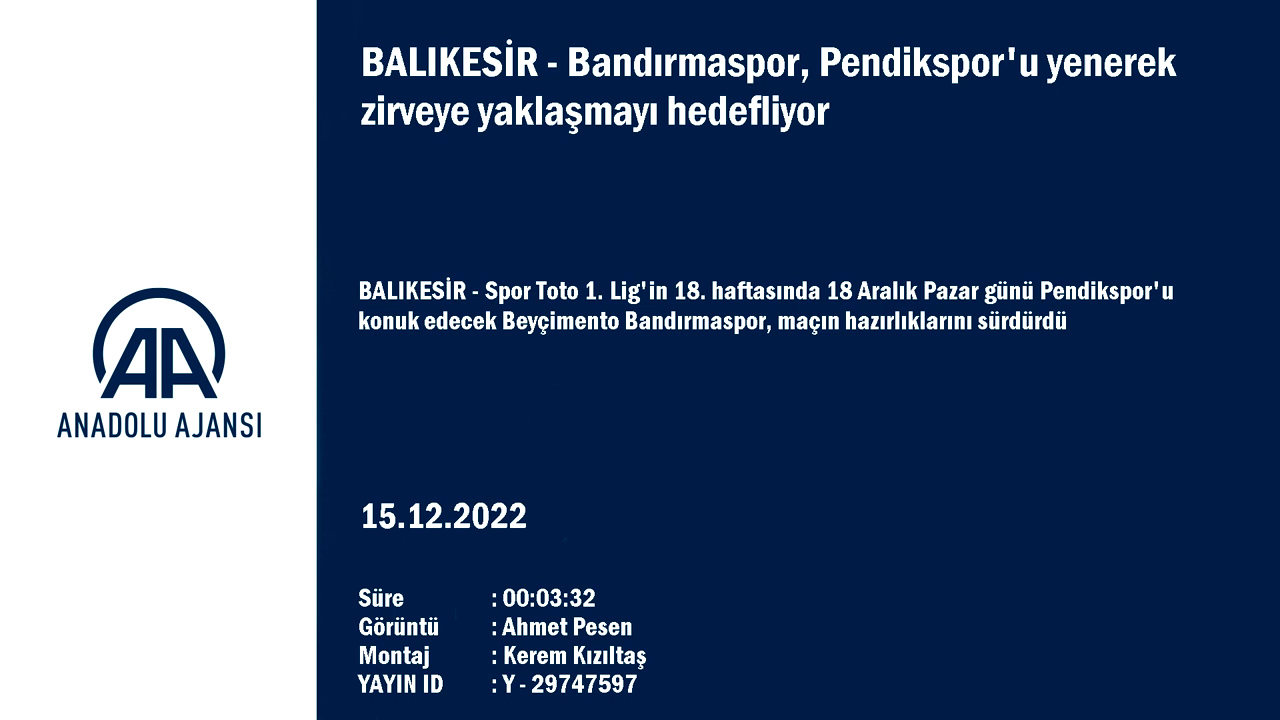 BALIKESİR - Bandırmaspor, Pendikspor'u yenerek
zirveye yaklaşmayı hedefliyor
BALIKESİR - Spor Toto 1. Lig'in 18. haftasında 18 Aralık Pazar günü Pendikspor'u
konuk edecek Beyçimento Bandırmaspor, maçın hazırlıklarını sürdürdü
AA
ANADOLU AJANSI
15.12.2022
Süre : 00:03:32
Görüntü : Ahmet Pesen
Montaj : Kerem Kızıltaş
YAYIN ID : Y - 29747597